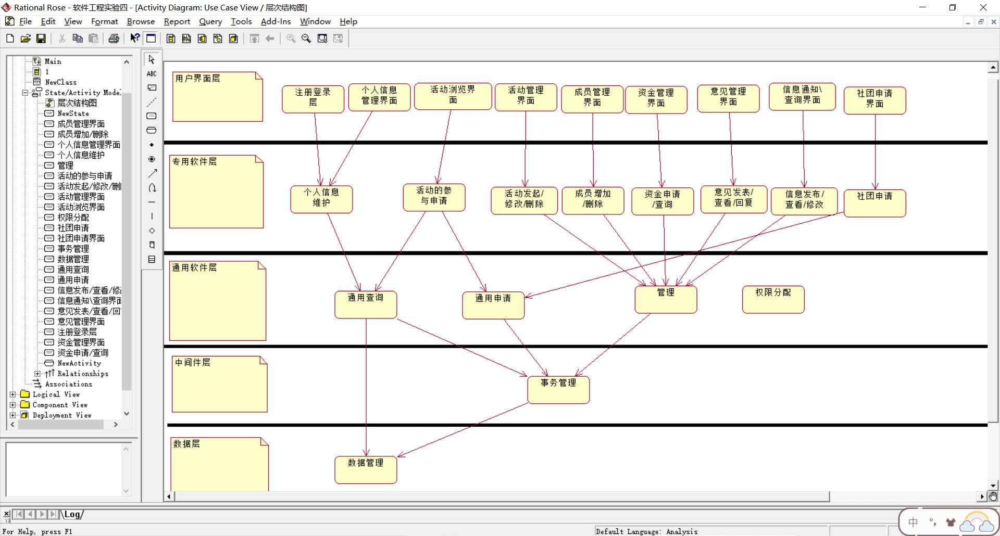 Rational Rose - 软件工程实验四 - [Activity Diagram: Use Case View / 层次结构图]
File Edit View Format Browse Report Query Tools Add-Ins Window Help
Main
1
NewClass
State/Activity Model
层次结构图
NewState
成员管理界面
成员增加/删除
个人信息管理界面
个人信息维护
管理
活动的参与申请
活动发起/修改/删
活动管理界面
活动浏览界面
权限分配
社团申请
社团申请界面
事务管理
数据管理
通用查询
通用申请
信息发布/查看/修
信息通知\查询界面
意见发表/查看/回
意见管理界面
注册登录层
资金管理界面
资金申请/查询
NewActivity
Relationships
Associations
Logical View
Component View
Deployment View
ABC
用户界面层
注册登录
层
个人信息
管理界面
活动浏览界
面
活动管理
界面
成员管理
界面
资金管理
界面
意见管理
界面
信息通知\
查询界面
社团申请
界面
专用软件层
个人信息
维护
活动的参
与申请
活动发起/
修改/删除
成员增加
/删除
资金申请
/查询
意见发表/
查看/回复
信息发布/
查看/修改
社团申请
通用软件层
通用查询
通用申请
管理
权限分配
中间件层
事务管理
数据层
数据管理
Log
For Help, press F1
Default Language: Analysis
中